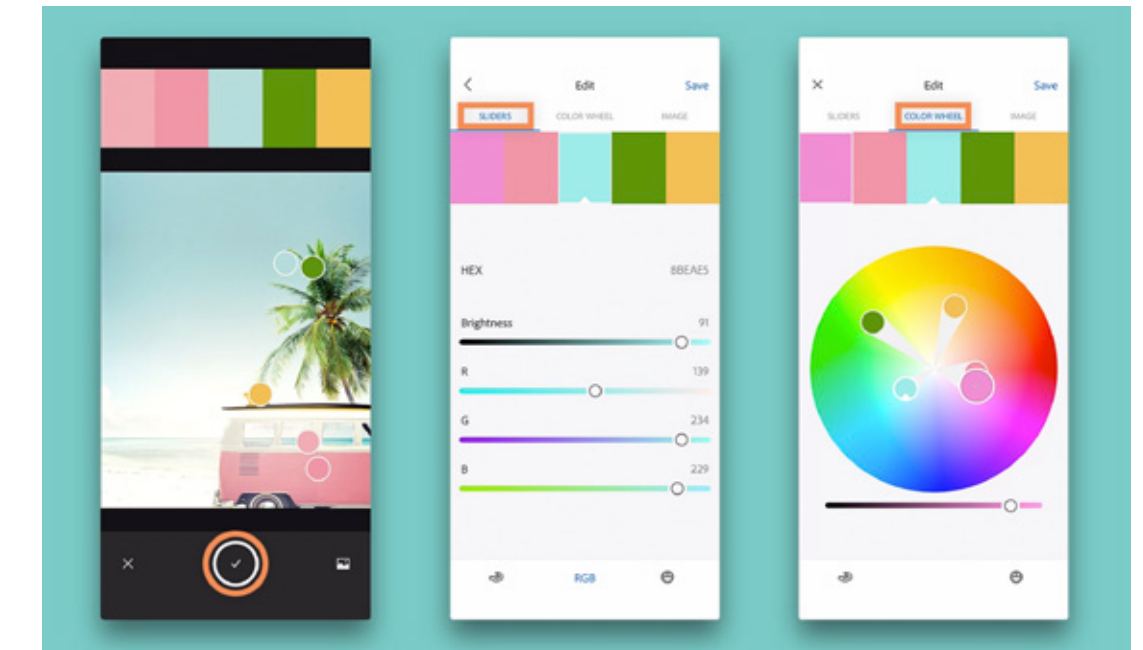 Edit
Save
SLIDERS
COLOR WHEEL
IMAGE
HEX
8BEAE5
Brightness
91
R
139
G
234
B
229
RGB
Edit
Save
SLIDERS
COLOR WHEEL
IMAGE